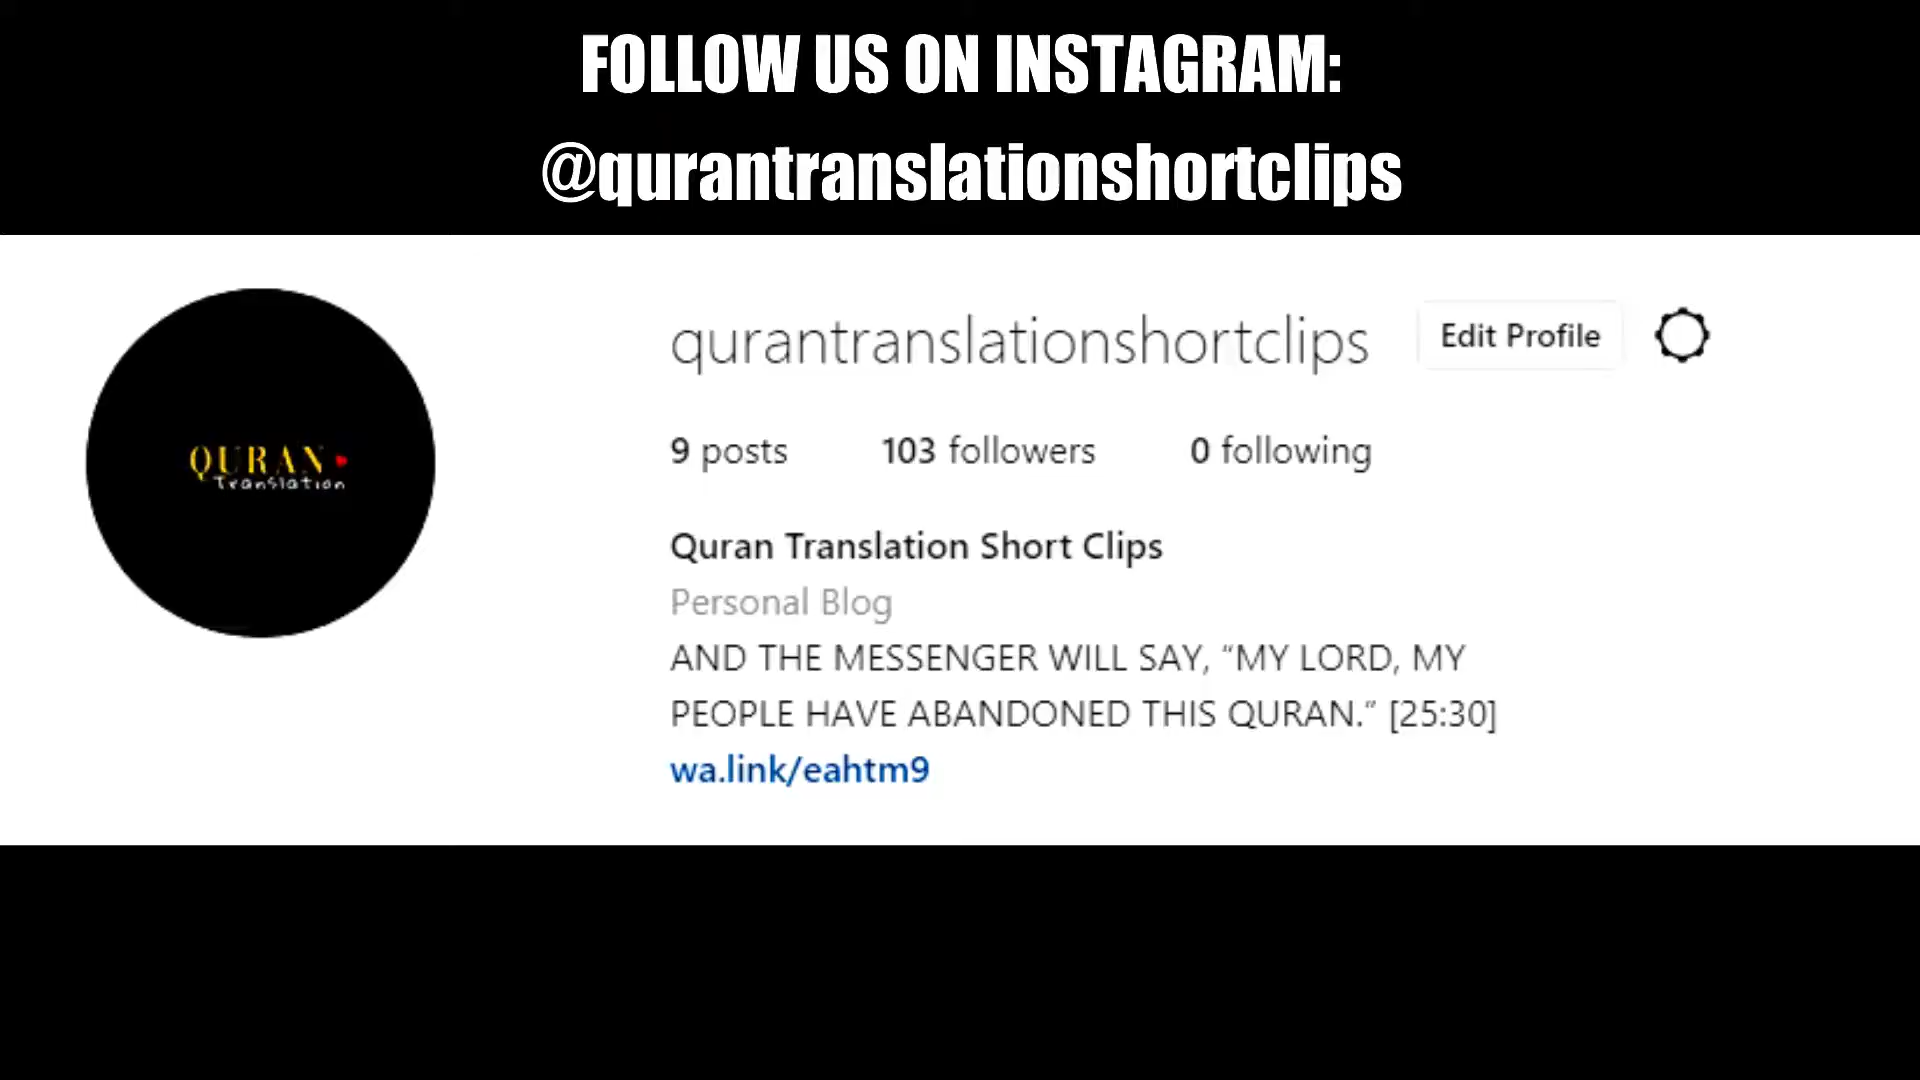 FOLLOW US ON INSTAGRAM:
@qurantranslationshortclips
QURAN
Translation
qurantranslationshortclips Edit Profile
9 posts 103 followers 0 following
Quran Translation Short Clips
Personal Blog
AND THE MESSENGER WILL SAY, “MY LORD, MY
PEOPLE HAVE ABANDONED THIS QURAN.” [25:30]
wa.link/eahtm9